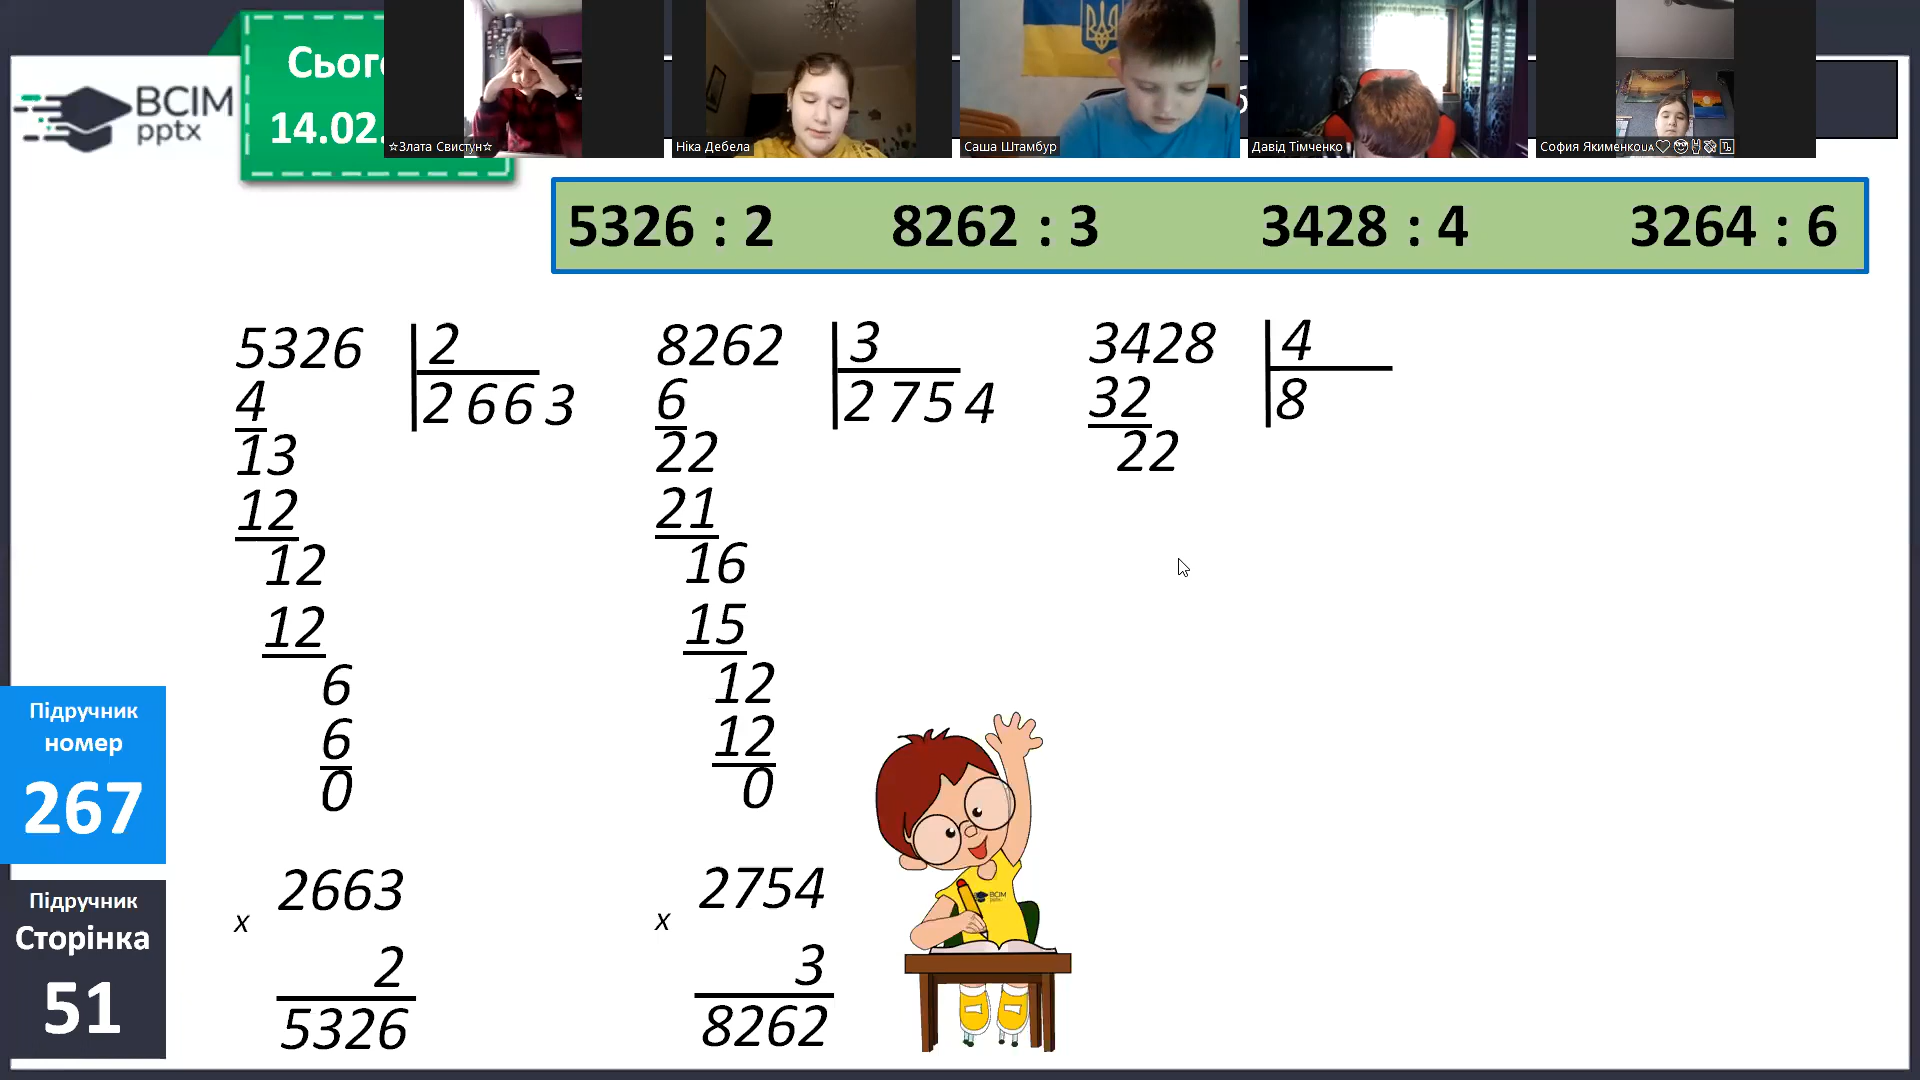 BCIM
pptx
14.02.
☆Злата Свистун☆
Ніка Дебела
Саша Штамбур
Давід Тімченко
София Якименко
5326 : 2
8262 : 3
3428 : 4
3264 : 6
5326 2
4 2663
13
12
12
12
6
6
0
8262 3
6 2754
22
21
16
15
12
12
0
3428 4
32 8
22
2663
x
2
5326
2754
x
3
8262
Підручник
номер
267
Підручник
Сторінка
51
BCIM
pptx